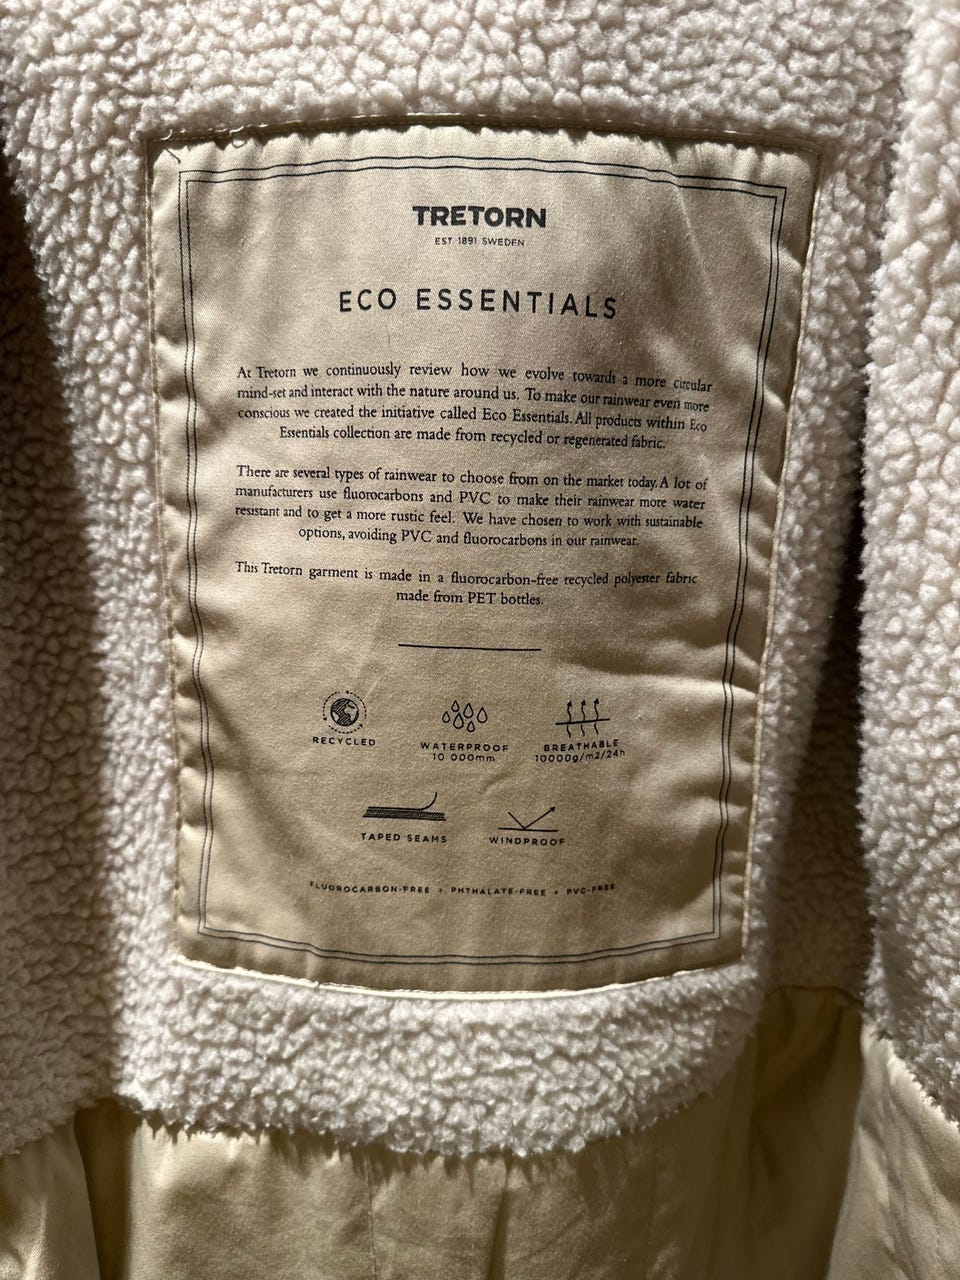 TRETORN
EST 1891 SWEDEN
ECO ESSENTIALS
At Tretorn we continuously review how we evolve towards a more circular
mind-set and interact with the nature around us. To make our rainwear even more
conscious we created the initiative called Eco Essentials. All products within Eco
Essentials collection are made from recycled or regenerated fabric.
There are several types of rainwear to choose from on the market today. A lot of
manufacturers use fluorocarbons and PVC to make their rainwear more water
resistant and to get a more rustic feel. We have chosen to work with sustainable
options, avoiding PVC and fluorocarbons in our rainwear.
This Tretorn garment is made in a fluorocarbon-free recycled polyester fabric
made from PET bottles.
RECYCLED
WATERPROOF
10 000mm
BREATHABLE
10000g/m2/24h
TAPED SEAMS
WINDPROOF
FLUOROCARBON-FREE • PHTHALATE-FREE • PVC-FREE